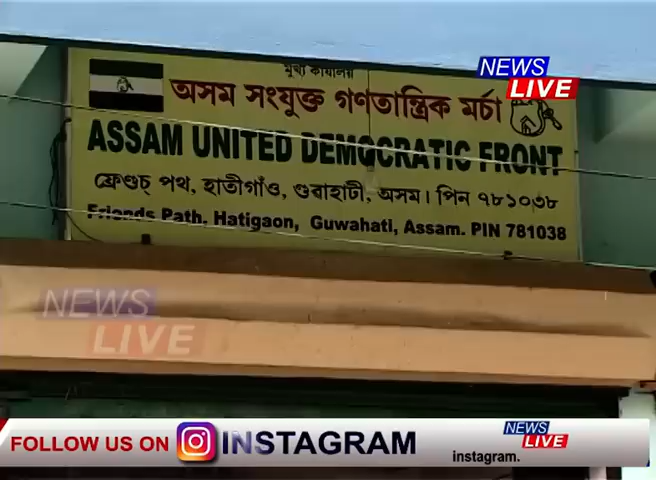 মুখ্য কাৰ্যালয়
অসম সংযুক্ত গণতান্ত্ৰিক মৰ্চা
ASSAM UNITED DEMOCRATIC FRONT
ফ্ৰেণ্ডচ্ পথ, হাতীগাঁও, গুৱাহাটী, অসম। পিন ৭৮১০৩৮
Friends Path, Hatigaon, Guwahati, Assam. PIN 781038
NEWS
LIVE
NEWS
LIVE
FOLLOW US ON INSTAGRAM
NEWS
LIVE
instagram.